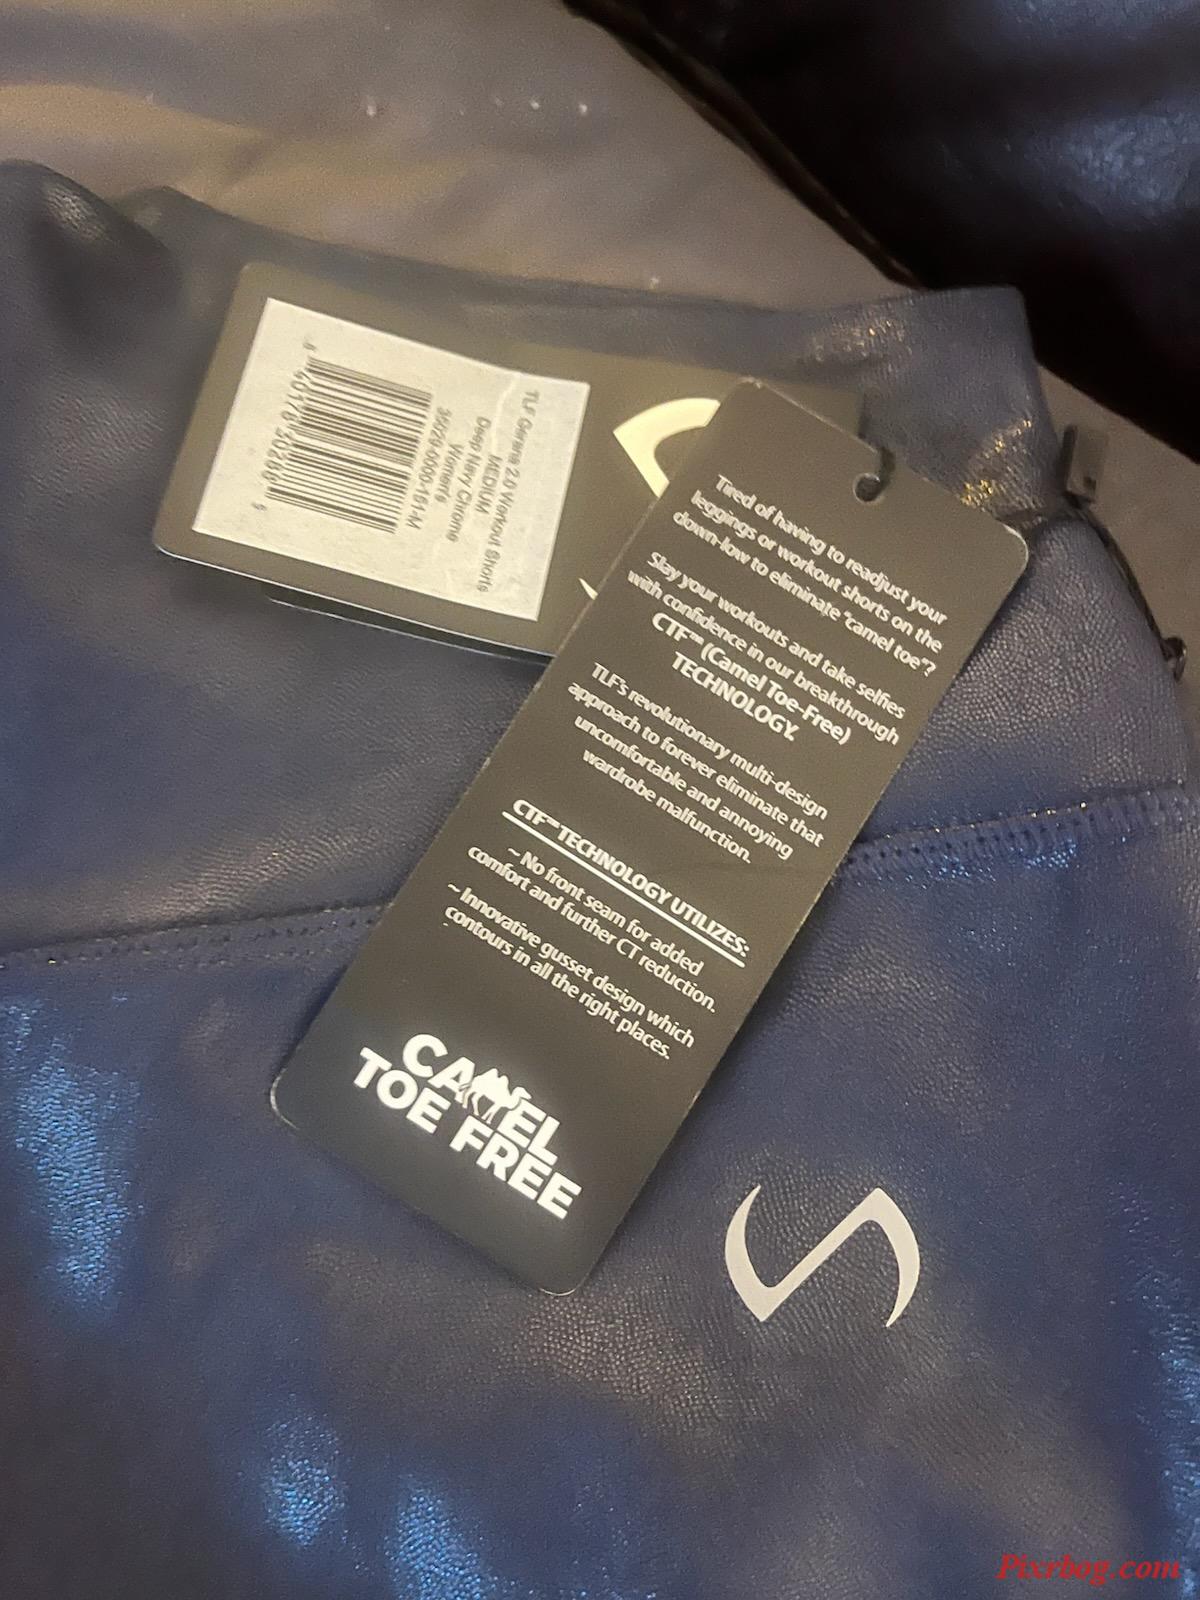 TLF Genise 2.0 Workout Shorts
MEDIUM
Deep Navy Chrome
Women's
Tired of having to readjust your
leggings or workout shorts on the
down-low to eliminate "camel toe"?
Slay your workouts and take selfies
with confidence in our breakthrough
CTF™ (Camel Toe-Free)
TECHNOLOGY.
TLF's revolutionary multi-design
approach to forever eliminate that
uncomfortable and annoying
wardrobe malfunction.
CTF™ TECHNOLOGY UTILIZES:
~ No front seam for added
comfort and further CT reduction.
~ Innovative gusset design which
contours in all the right places.
CAMEL
TOE FREE
Pixrbog.com